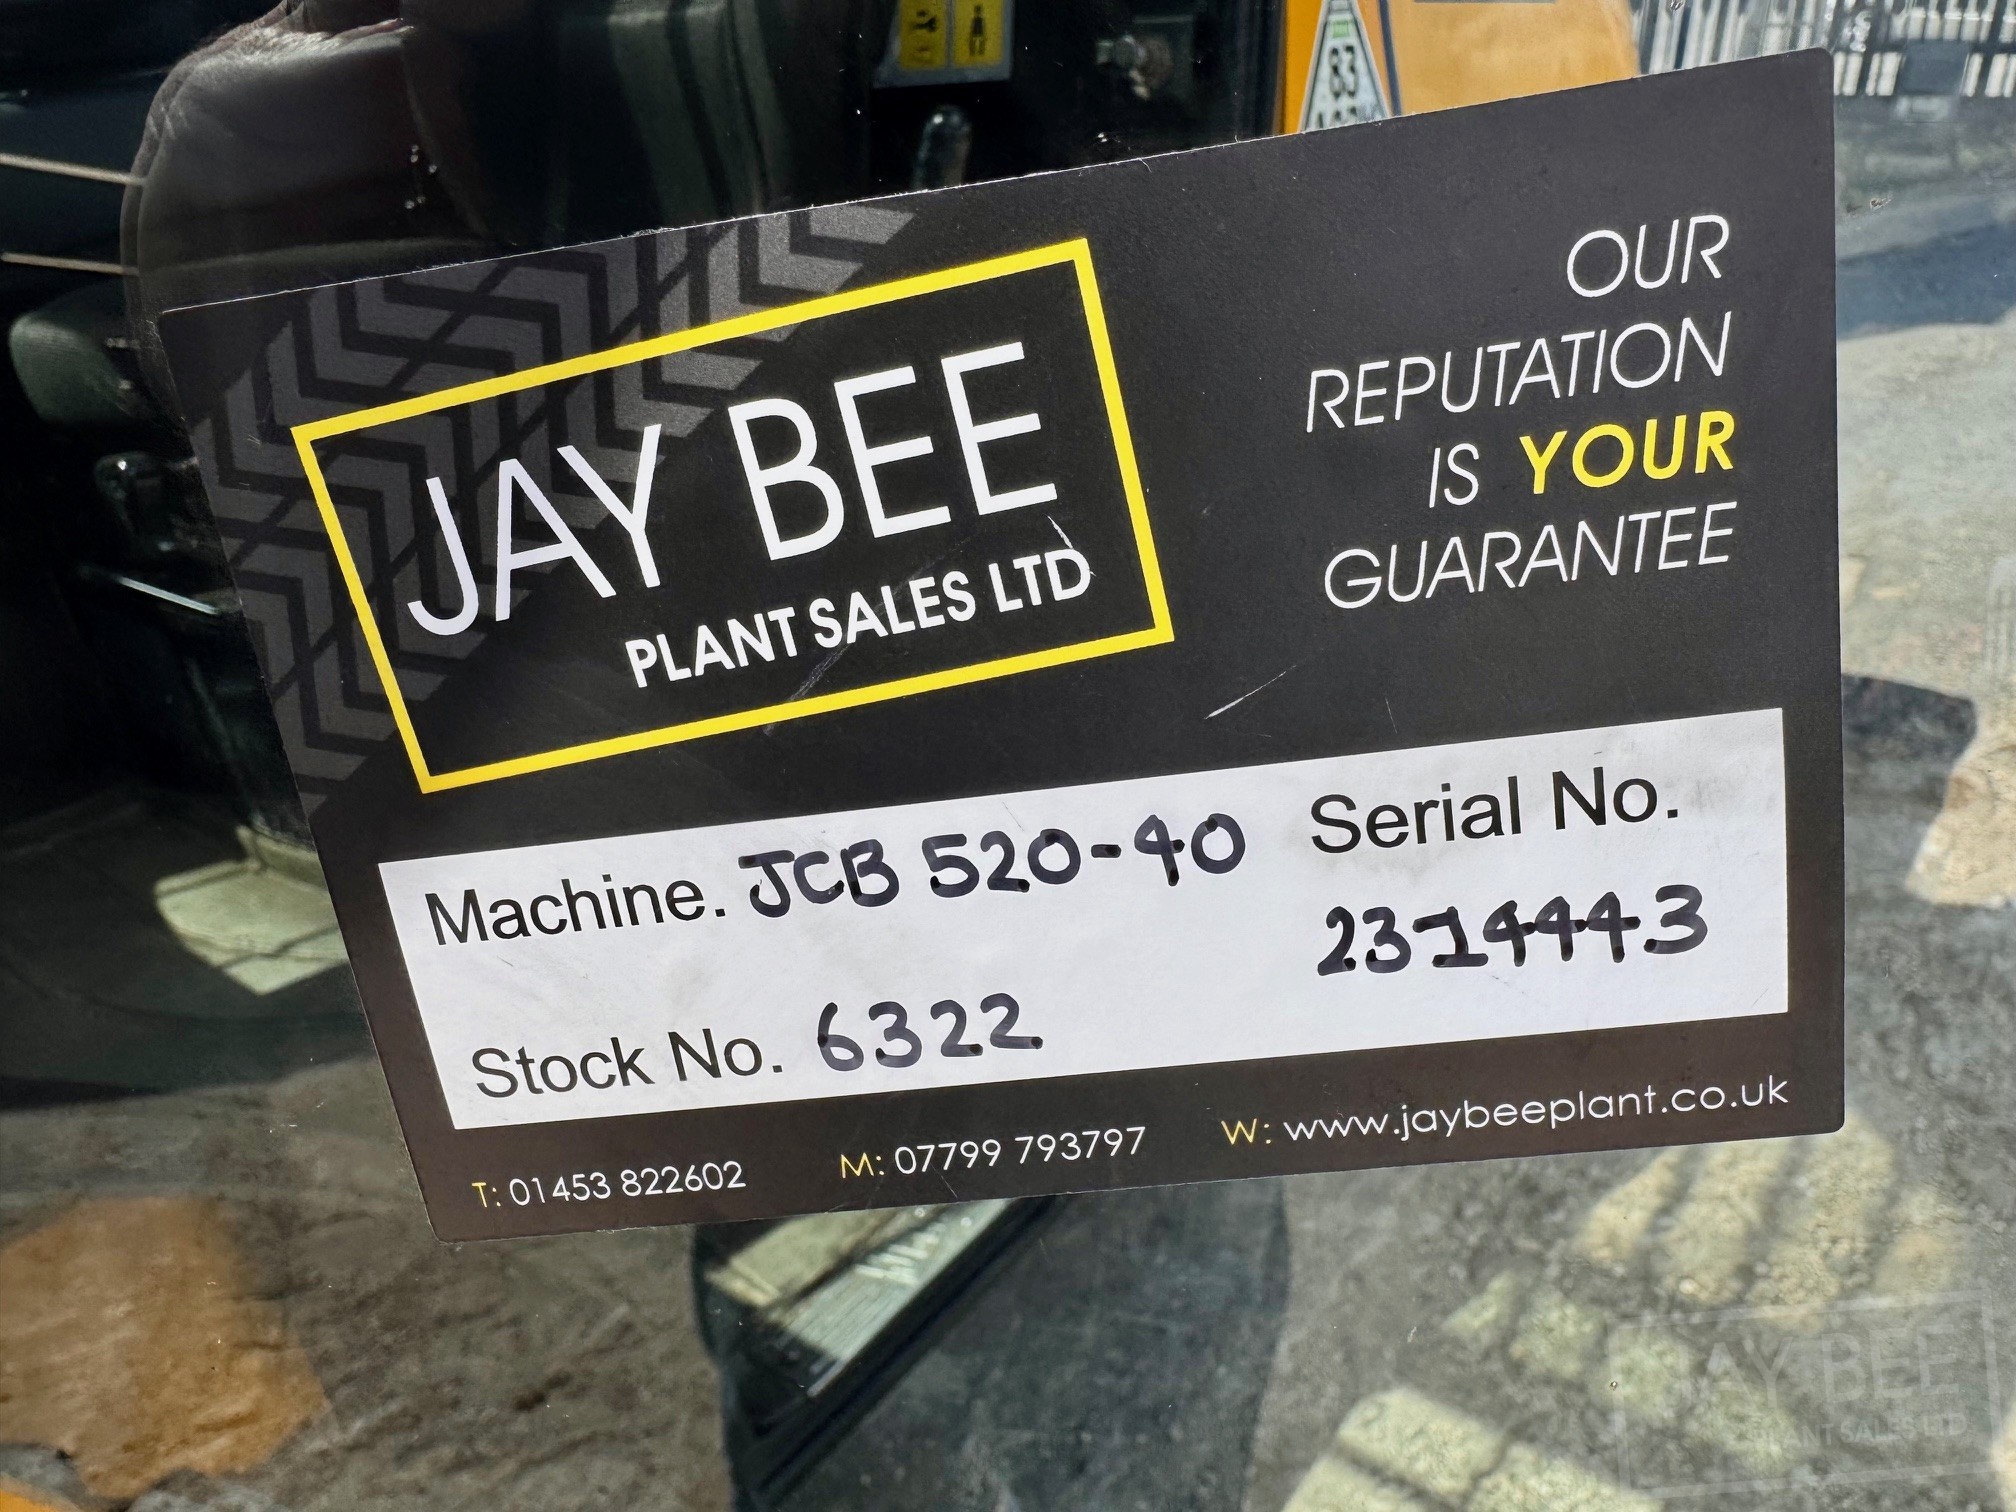 83
JAY BEE
PLANT SALES LTD
OUR
REPUTATION
IS YOUR
GUARANTEE
Machine. JCB 520-40
Serial No.
2314443
Stock No. 6322
T: 01453 822602 M: 07799 793797 W: www.jaybeeplant.co.uk
JAY BEE
PLANT SALES LTD